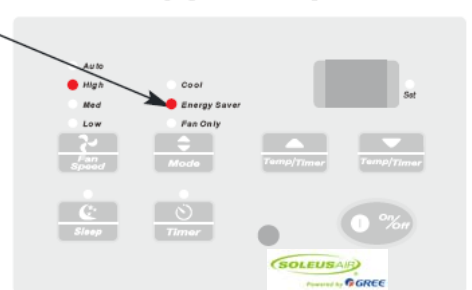 Auto
High
Med
Low
Cool
Energy Saver
Fan Only
Set
Fan
Speed
Mode
Temp/Timer
Temp/Timer
Sleep
Timer
On/Off
SOLEUSAIR
Powered by GREE